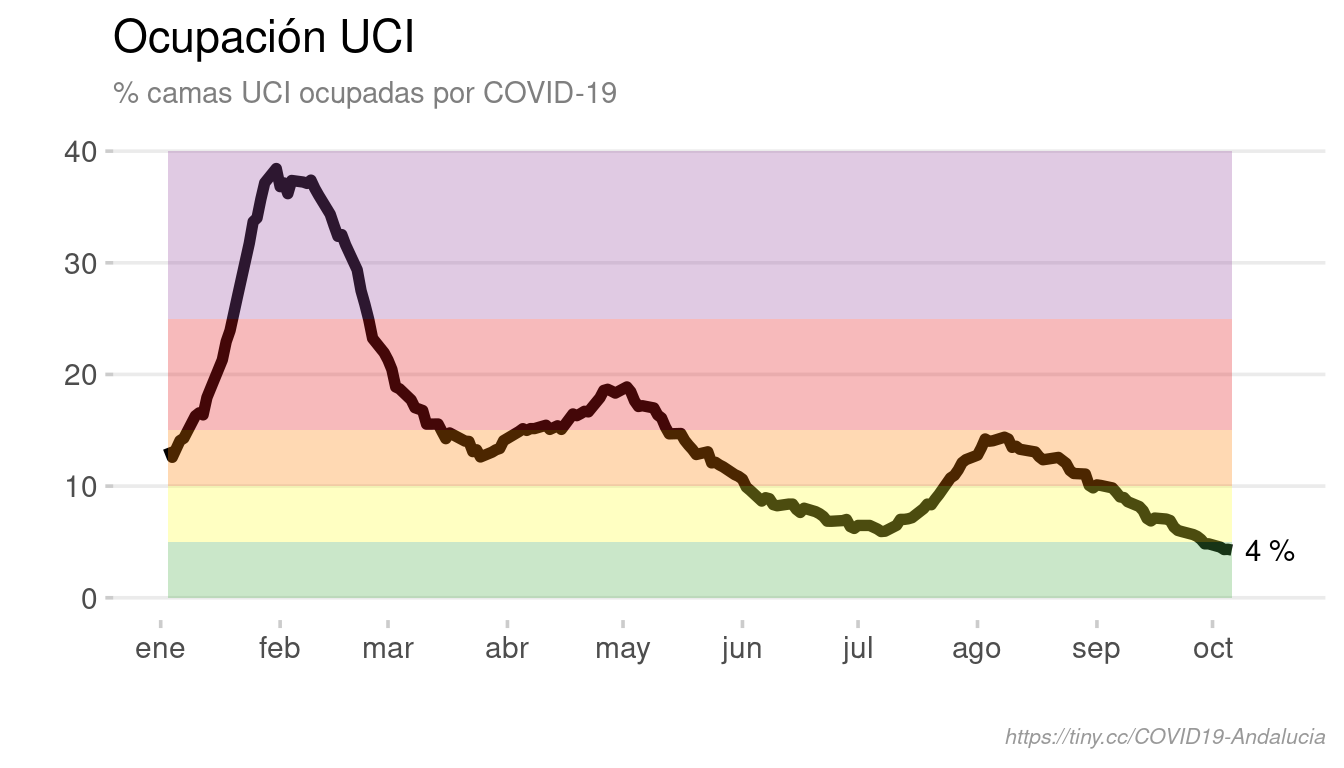 Ocupación UCI
% camas UCI ocupadas por COVID-19
40
30
20
10
0
4 %
ene feb mar abr may jun jul ago sep oct
https://tiny.cc/COVID19-Andalucia